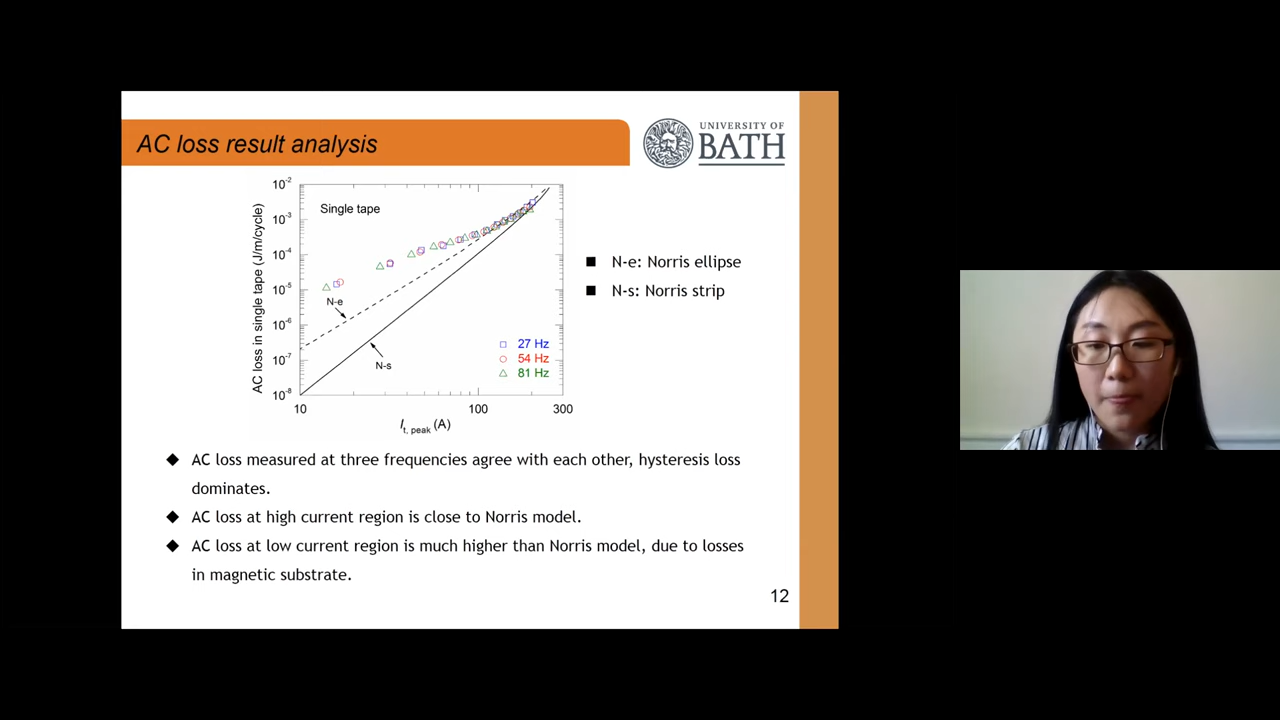 AC loss result analysis
UNIVERSITY OF
BATH
AC loss in single tape (J/m/cycle)
10⁻²
10⁻³
10⁻⁴
10⁻⁵
10⁻⁶
10⁻⁷
10⁻⁸
Single tape
N-e
N-s
27 Hz
54 Hz
81 Hz
10
100
300
I t, peak (A)
N-e: Norris ellipse
N-s: Norris strip
AC loss measured at three frequencies agree with each other, hysteresis loss
dominates.
AC loss at high current region is close to Norris model.
AC loss at low current region is much higher than Norris model, due to losses
in magnetic substrate.
12